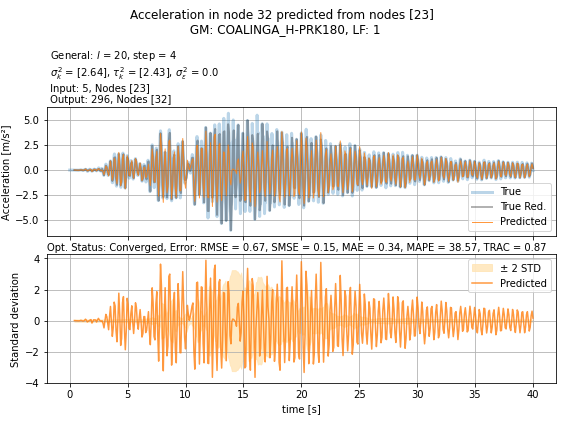 Acceleration in node 32 predicted from nodes [23]
GM: COALINGA_H-PRK180, LF: 1
General: l = 20, step = 4
σ²ₖ = [2.64], τ²ₖ = [2.43], σ²_ε = 0.0
Input: 5, Nodes [23]
Output: 296, Nodes [32]
Acceleration [m/s²]
5.0
2.5
0.0
−2.5
−5.0
True
True Red.
Predicted
Opt. Status: Converged, Error: RMSE = 0.67, SMSE = 0.15, MAE = 0.34, MAPE = 38.57, TRAC = 0.87
Standard deviation
4
2
0
−2
−4
± 2 STD
Predicted
0 5 10 15 20 25 30 35 40
time [s]